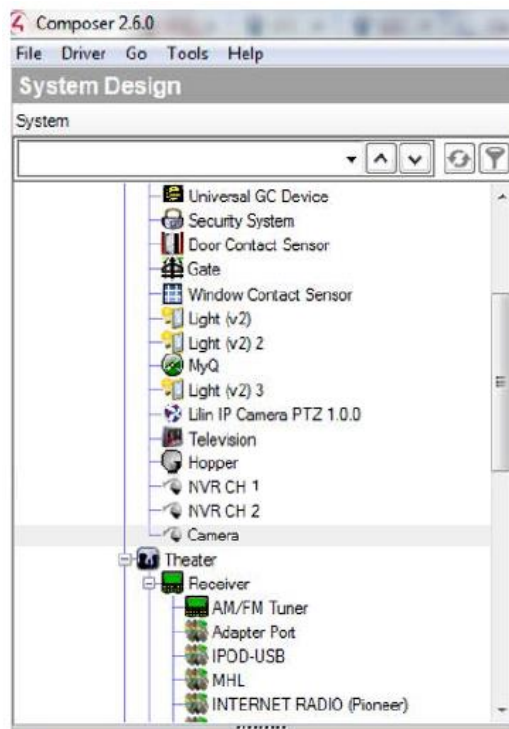 Composer 2.6.0
File Driver Go Tools Help
System Design
System
Universal GC Device
Security System
Door Contact Sensor
Gate
Window Contact Sensor
Light (v2)
Light (v2) 2
MyQ
Light (v2) 3
Lilin IP Camera PTZ 1.0.0
Television
Hopper
NVR CH 1
NVR CH 2
Camera
Theater
Receiver
AM/FM Tuner
Adapter Port
IPOD-USB
MHL
INTERNET RADIO (Pioneer)